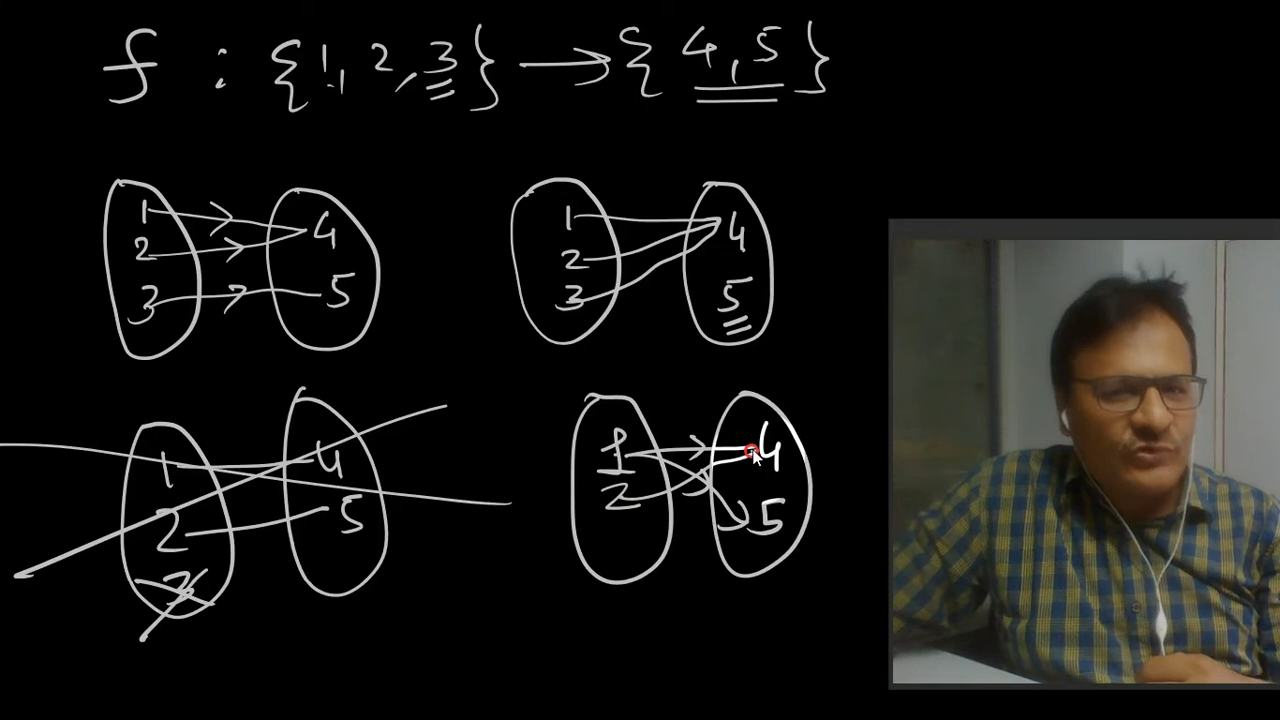 f : {1, 2, 3} → {4, 5}
1 4 1 4
2 2
3 5 3 5
1 4 1 4
2 5 2 5
3